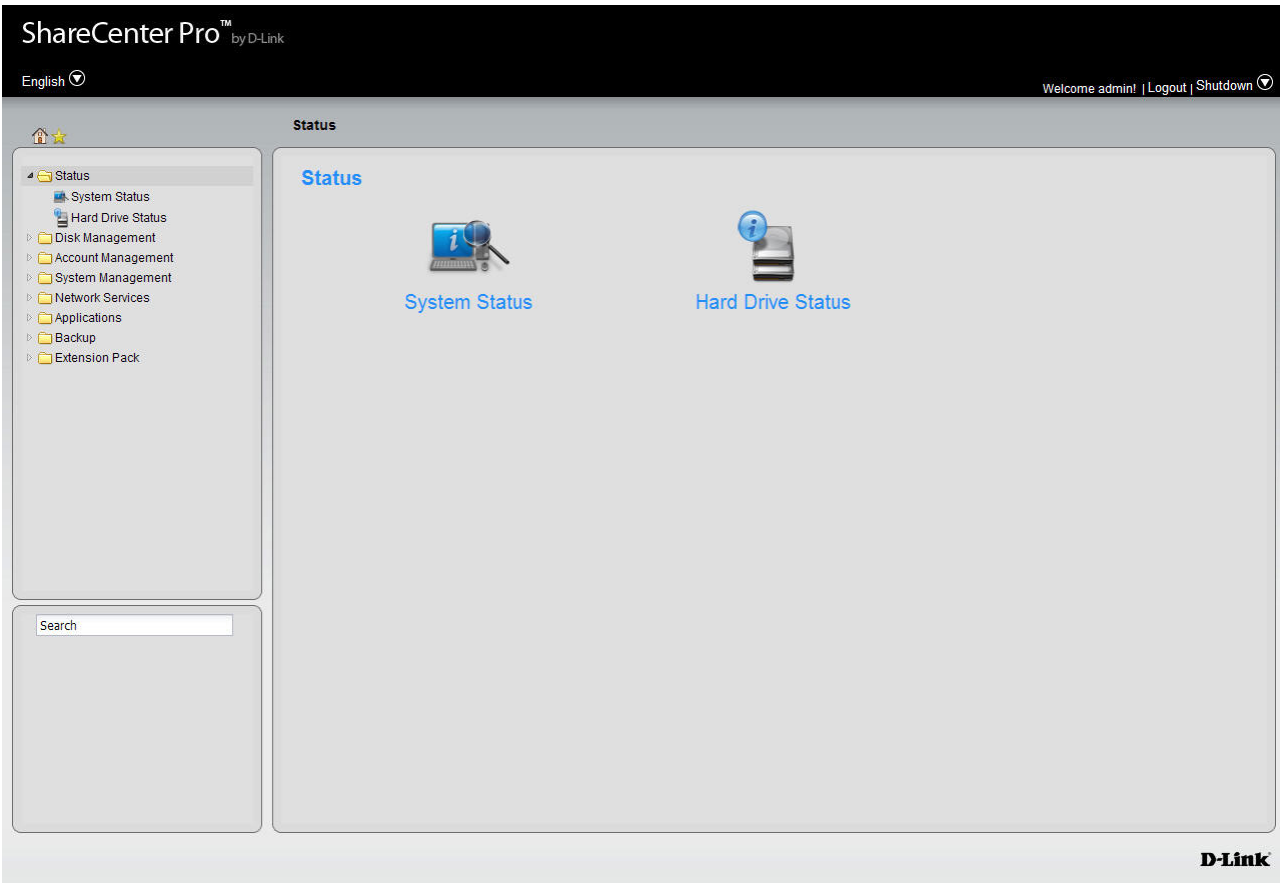 ShareCenter Pro™ by D-Link
English
Welcome admin! | Logout | Shutdown
Status
Status
System Status
Hard Drive Status
Disk Management
Account Management
System Management
Network Services
Applications
Backup
Extension Pack
Search
Status
System Status
Hard Drive Status
D-Link